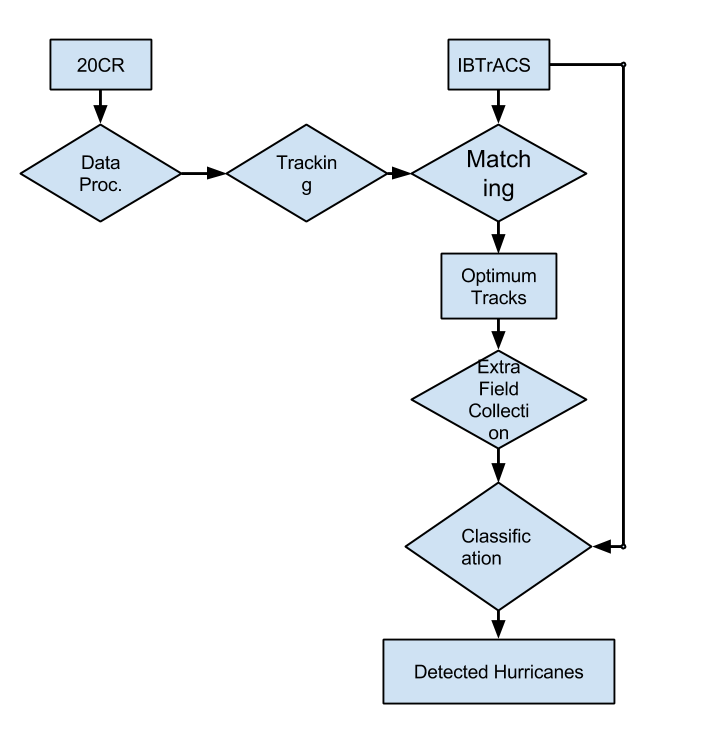 20CR
IBTrACS
Data
Proc.
Trackin
g
Match
ing
Optimum
Tracks
Extra
Field
Collecti
on
Classific
ation
Detected Hurricanes